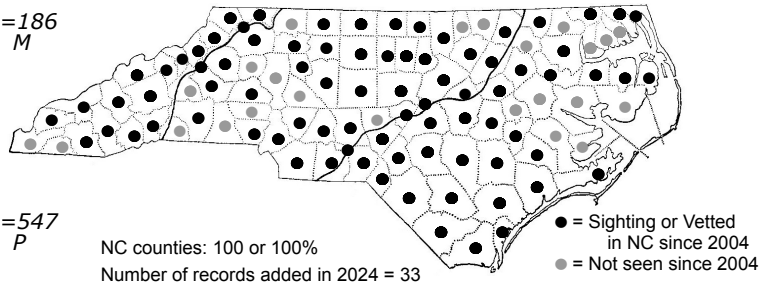 =186
M
=547
P
NC counties: 100 or 100%
Number of records added in 2024 = 33
= Sighting or Vetted
in NC since 2004
= Not seen since 2004